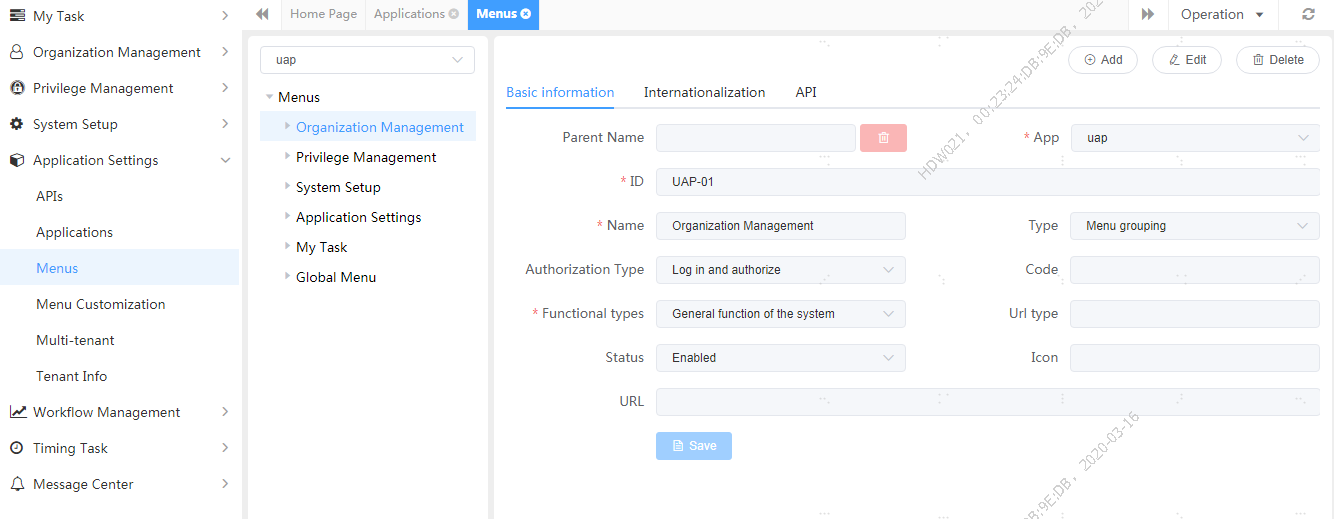 My Task
Organization Management
Privilege Management
System Setup
Application Settings
APIs
Applications
Menus
Menu Customization
Multi-tenant
Tenant Info
Workflow Management
Timing Task
Message Center
Home Page
Applications
Menus
Operation
uap
Menus
Organization Management
Privilege Management
System Setup
Application Settings
My Task
Global Menu
Add
Edit
Delete
Basic information
Internationalization
API
Parent Name
* App
uap
* ID
UAP-01
* Name
Organization Management
Type
Menu grouping
Authorization Type
Log in and authorize
Code
* Functional types
General function of the system
Url type
Status
Enabled
Icon
URL
Save
HDW021, 00:23:24:DB:9E:DB, 202
DB:9E:DB, 2020-03-16